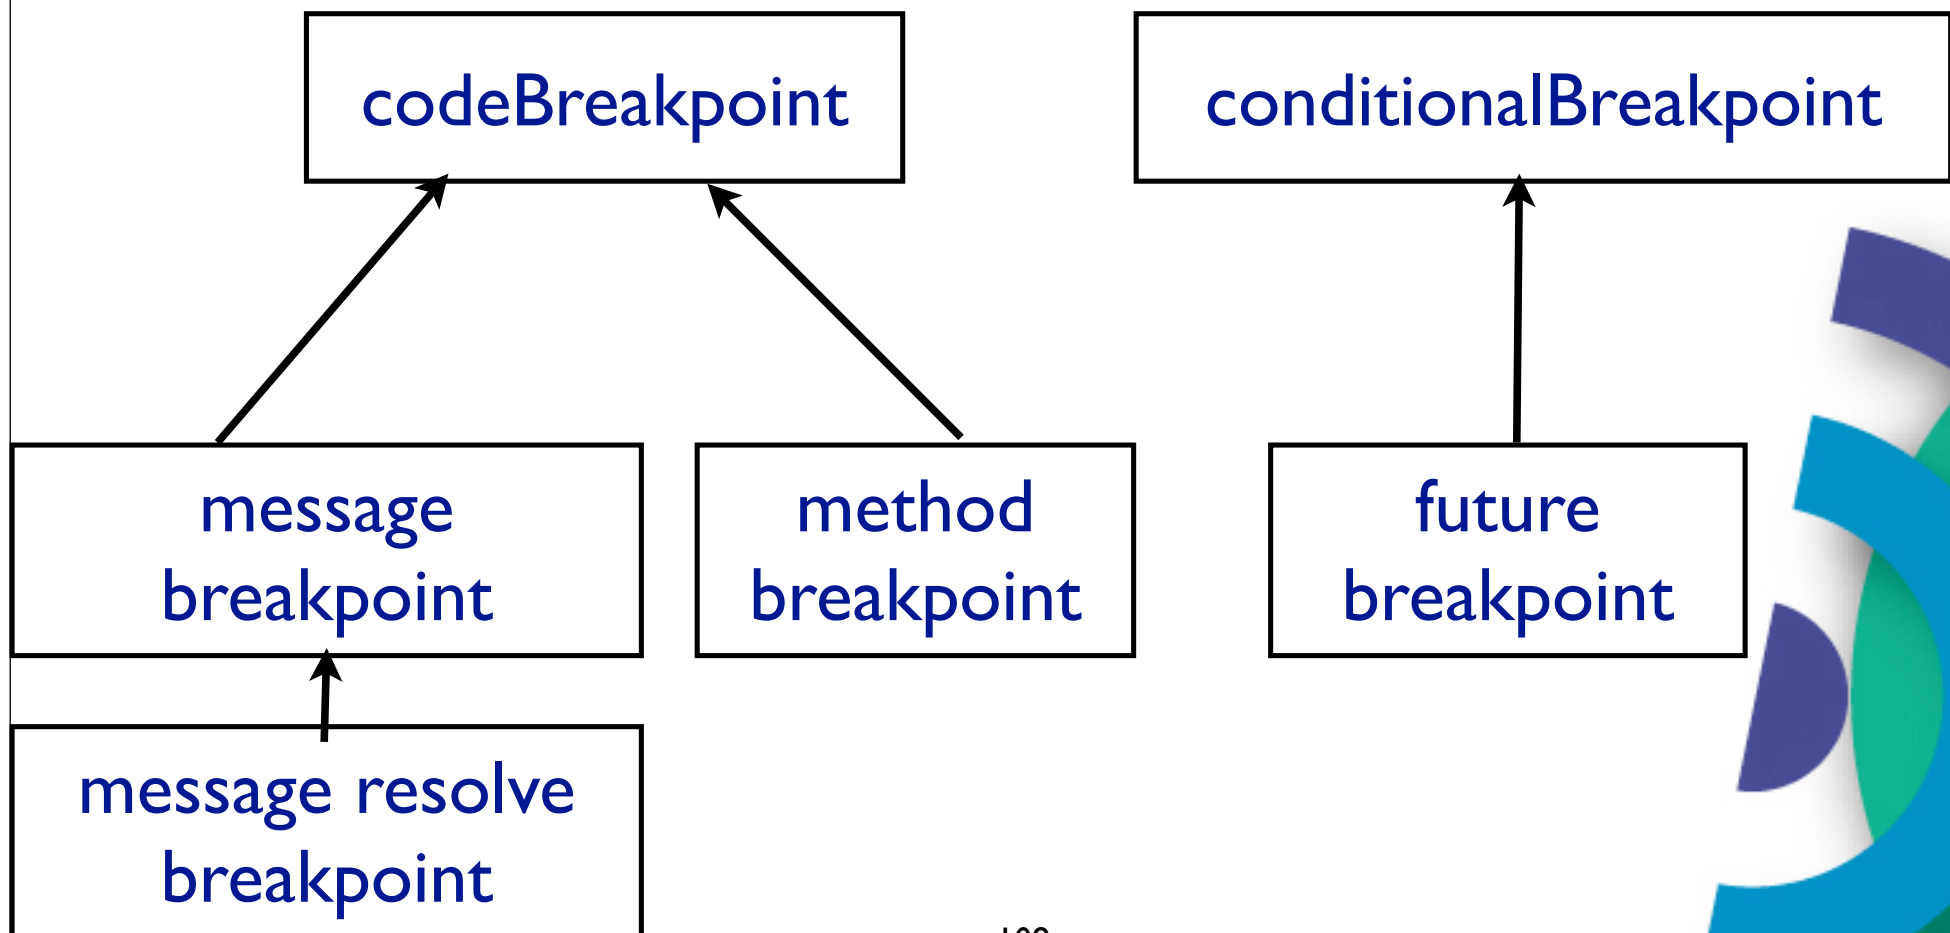 codeBreakpoint
conditionalBreakpoint
message
breakpoint
method
breakpoint
future
breakpoint
message resolve
breakpoint